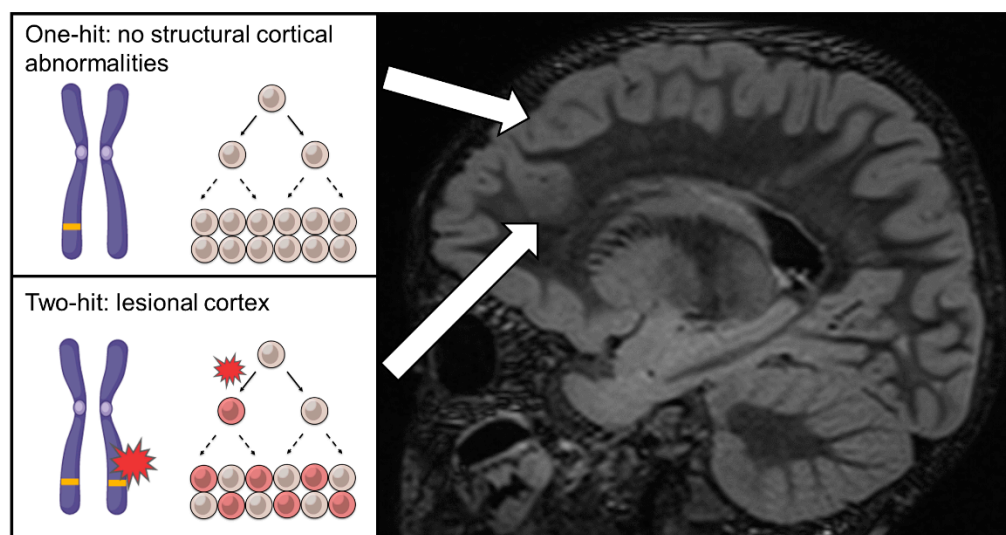 One-hit: no structural cortical
abnormalities
Two-hit: lesional cortex